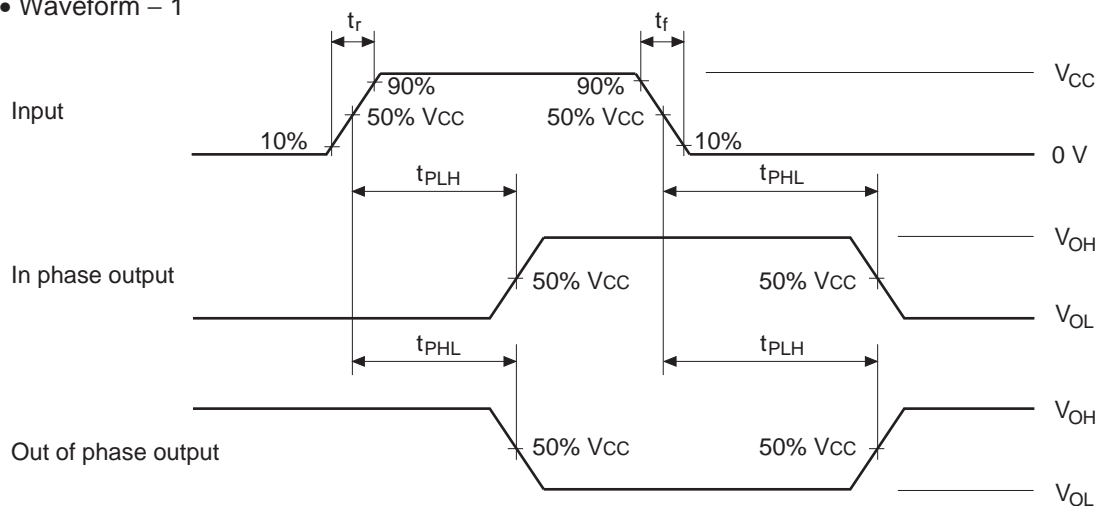 • Waveform – 1
tr
tf
90%
90%
VCC
Input
50% VCC
50% VCC
10%
10%
0 V
tPLH
tPHL
VOH
In phase output
50% VCC
50% VCC
VOL
tPHL
tPLH
VOH
Out of phase output
50% VCC
50% VCC
VOL